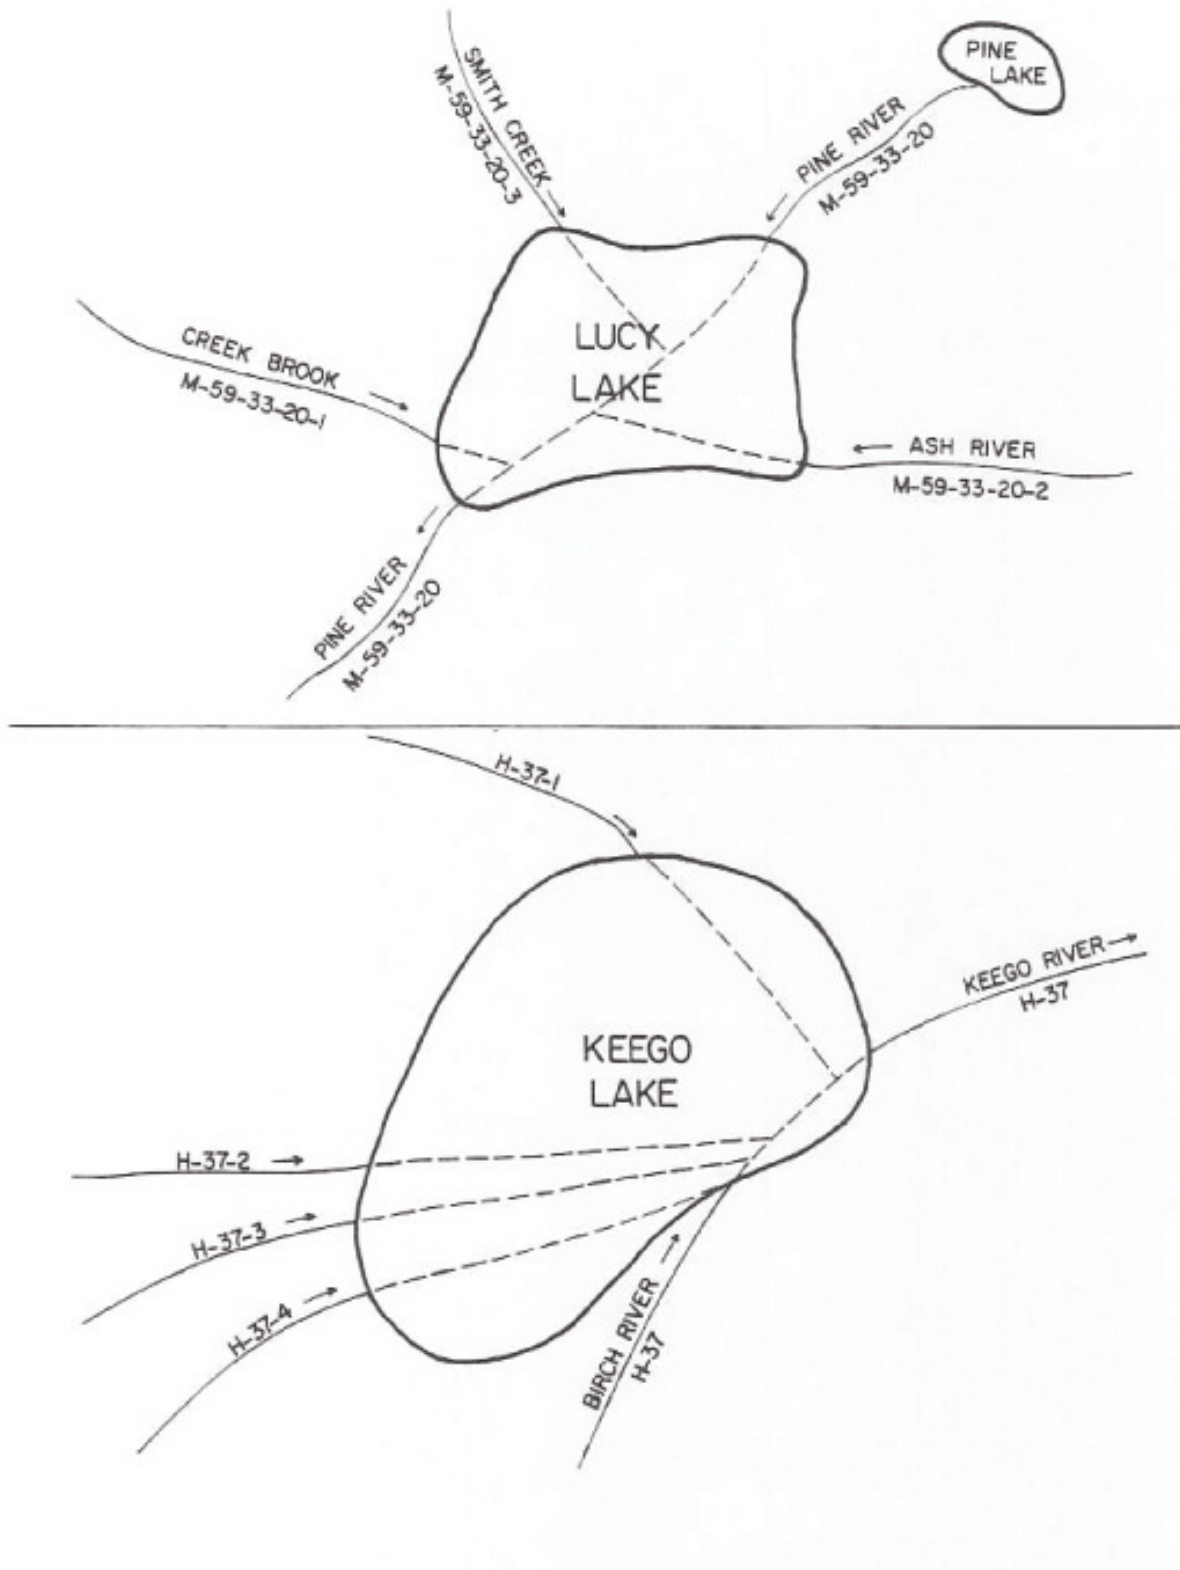 SMITH CREEK
M-59-33-20-3
PINE
LAKE
PINE RIVER
M-59-33-20
LUCY
LAKE
CREEK BROOK
M-59-33-20-1
ASH RIVER
M-59-33-20-2
PINE RIVER
M-59-33-20
H-37-1
KEEGO RIVER
H-37
KEEGO
LAKE
H-37-2
H-37-3
H-37-4
BIRCH RIVER
H-37